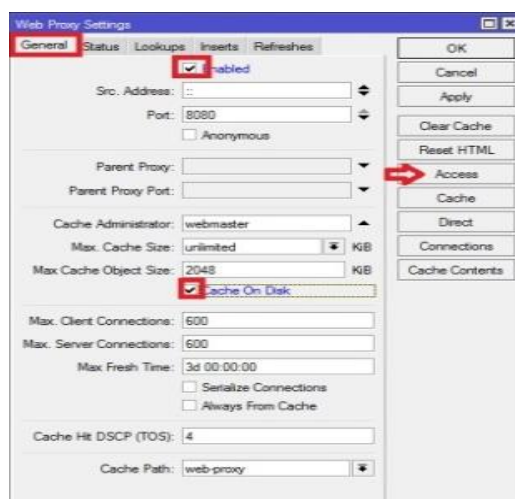 Web Proxy Settings
General Status Lookups Inserts Refreshes
Enabled
Src. Address: ::
Port: 8080
Anonymous
Parent Proxy:
Parent Proxy Port:
Cache Administrator: webmaster
Max. Cache Size: unlimited KiB
Max Cache Object Size: 2048 KiB
Cache On Disk
Max. Client Connections: 600
Max. Server Connections: 600
Max Fresh Time: 3d 00:00:00
Serialize Connections
Always From Cache
Cache Hit DSCP (TOS): 4
Cache Path: web-proxy
OK
Cancel
Apply
Clear Cache
Reset HTML
Access
Cache
Direct
Connections
Cache Contents